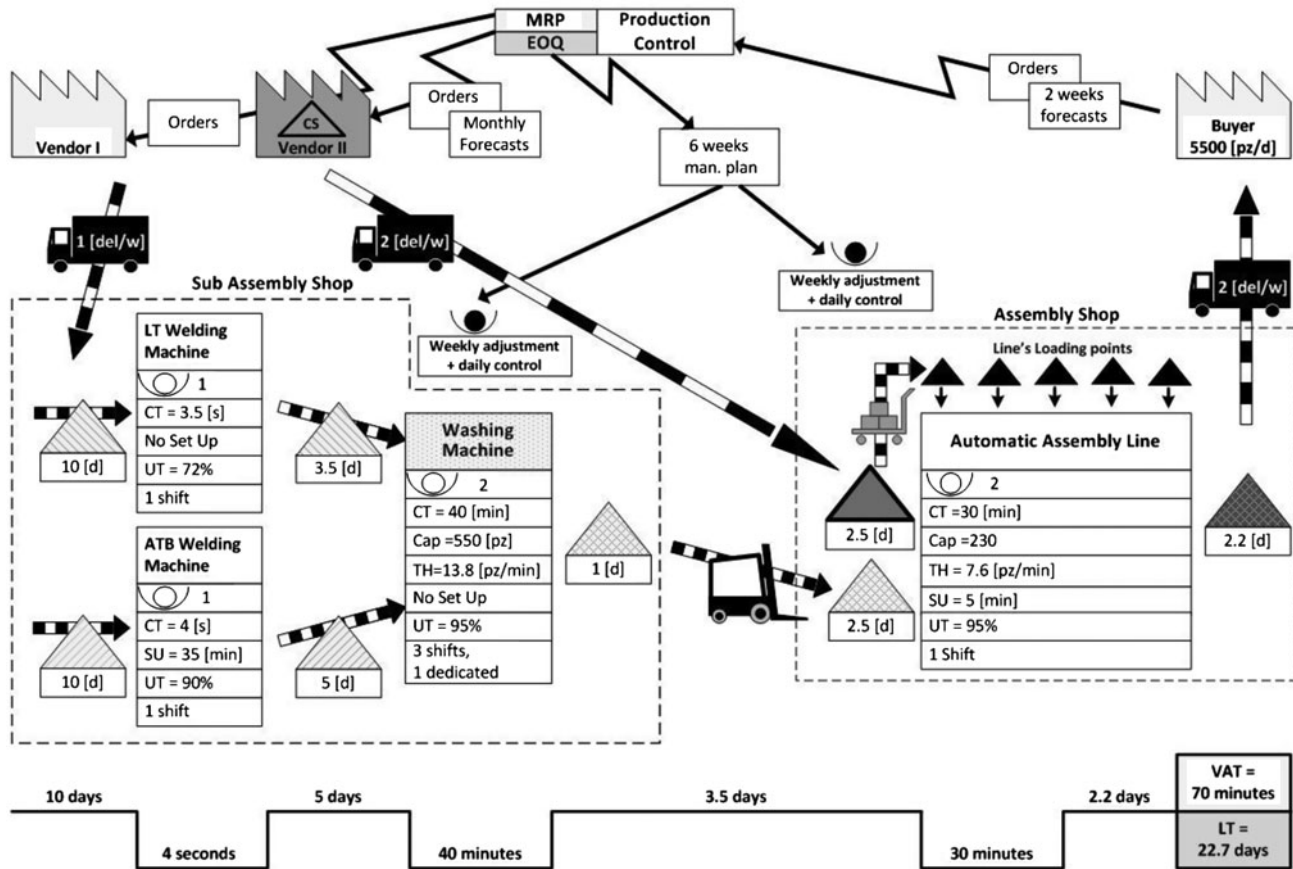 MRP
EOQ
Production
Control
Orders
2 weeks
forecasts
Buyer
5500 [pz/d]
Vendor I
Orders
CS
Vendor II
Orders
Monthly
Forecasts
6 weeks
man. plan
1 [del/w]
2 [del/w]
2 [del/w]
Weekly adjustment
+ daily control
Weekly adjustment
+ daily control
Sub Assembly Shop
LT Welding
Machine
1
CT = 3.5 [s]
No Set Up
UT = 72%
1 shift
10 [d]
3.5 [d]
ATB Welding
Machine
1
CT = 4 [s]
SU = 35 [min]
UT = 90%
1 shift
10 [d]
5 [d]
Washing
Machine
2
CT = 40 [min]
Cap =550 [pz]
TH=13.8 [pz/min]
No Set Up
UT = 95%
3 shifts,
1 dedicated
1 [d]
Assembly Shop
Line's Loading points
2.5 [d]
2.5 [d]
Automatic Assembly Line
2
CT =30 [min]
Cap =230
TH = 7.6 [pz/min]
SU = 5 [min]
UT = 95%
1 Shift
2.2 [d]
10 days
4 seconds
5 days
40 minutes
3.5 days
30 minutes
2.2 days
VAT =
70 minutes
LT =
22.7 days